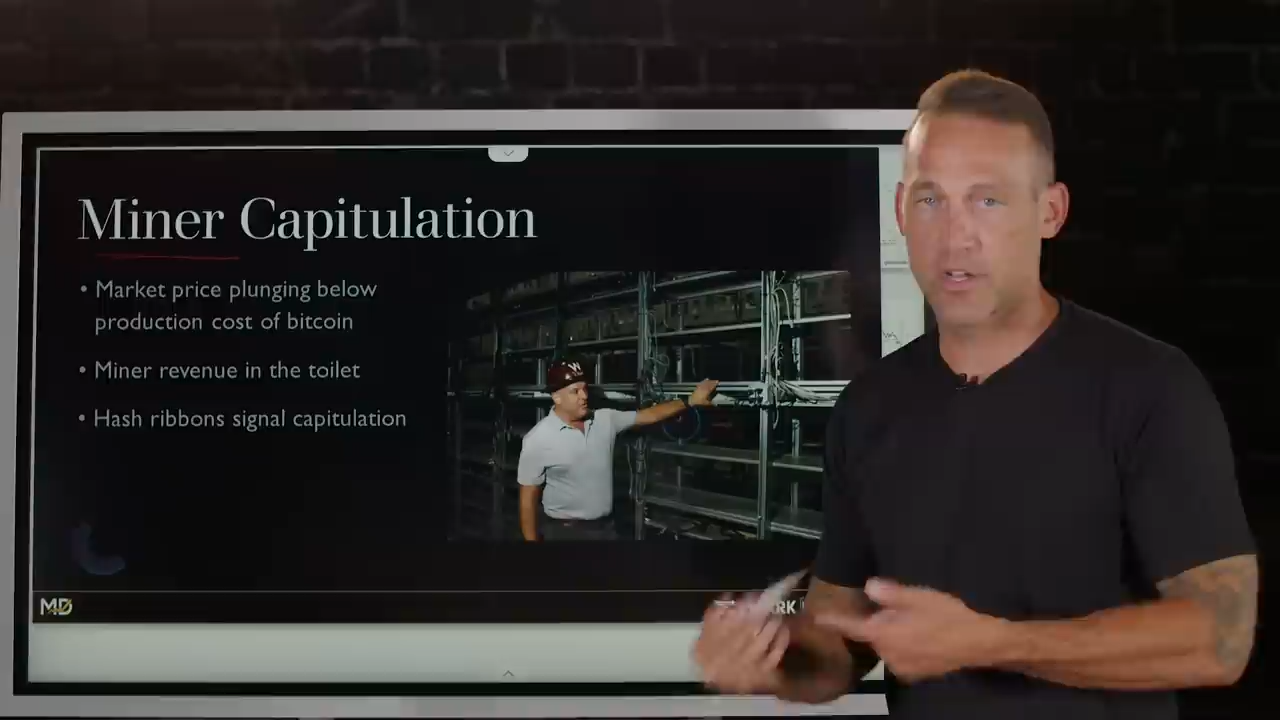 Miner Capitulation
• Market price plunging below
production cost of bitcoin
• Miner revenue in the toilet
• Hash ribbons signal capitulation
W
MD